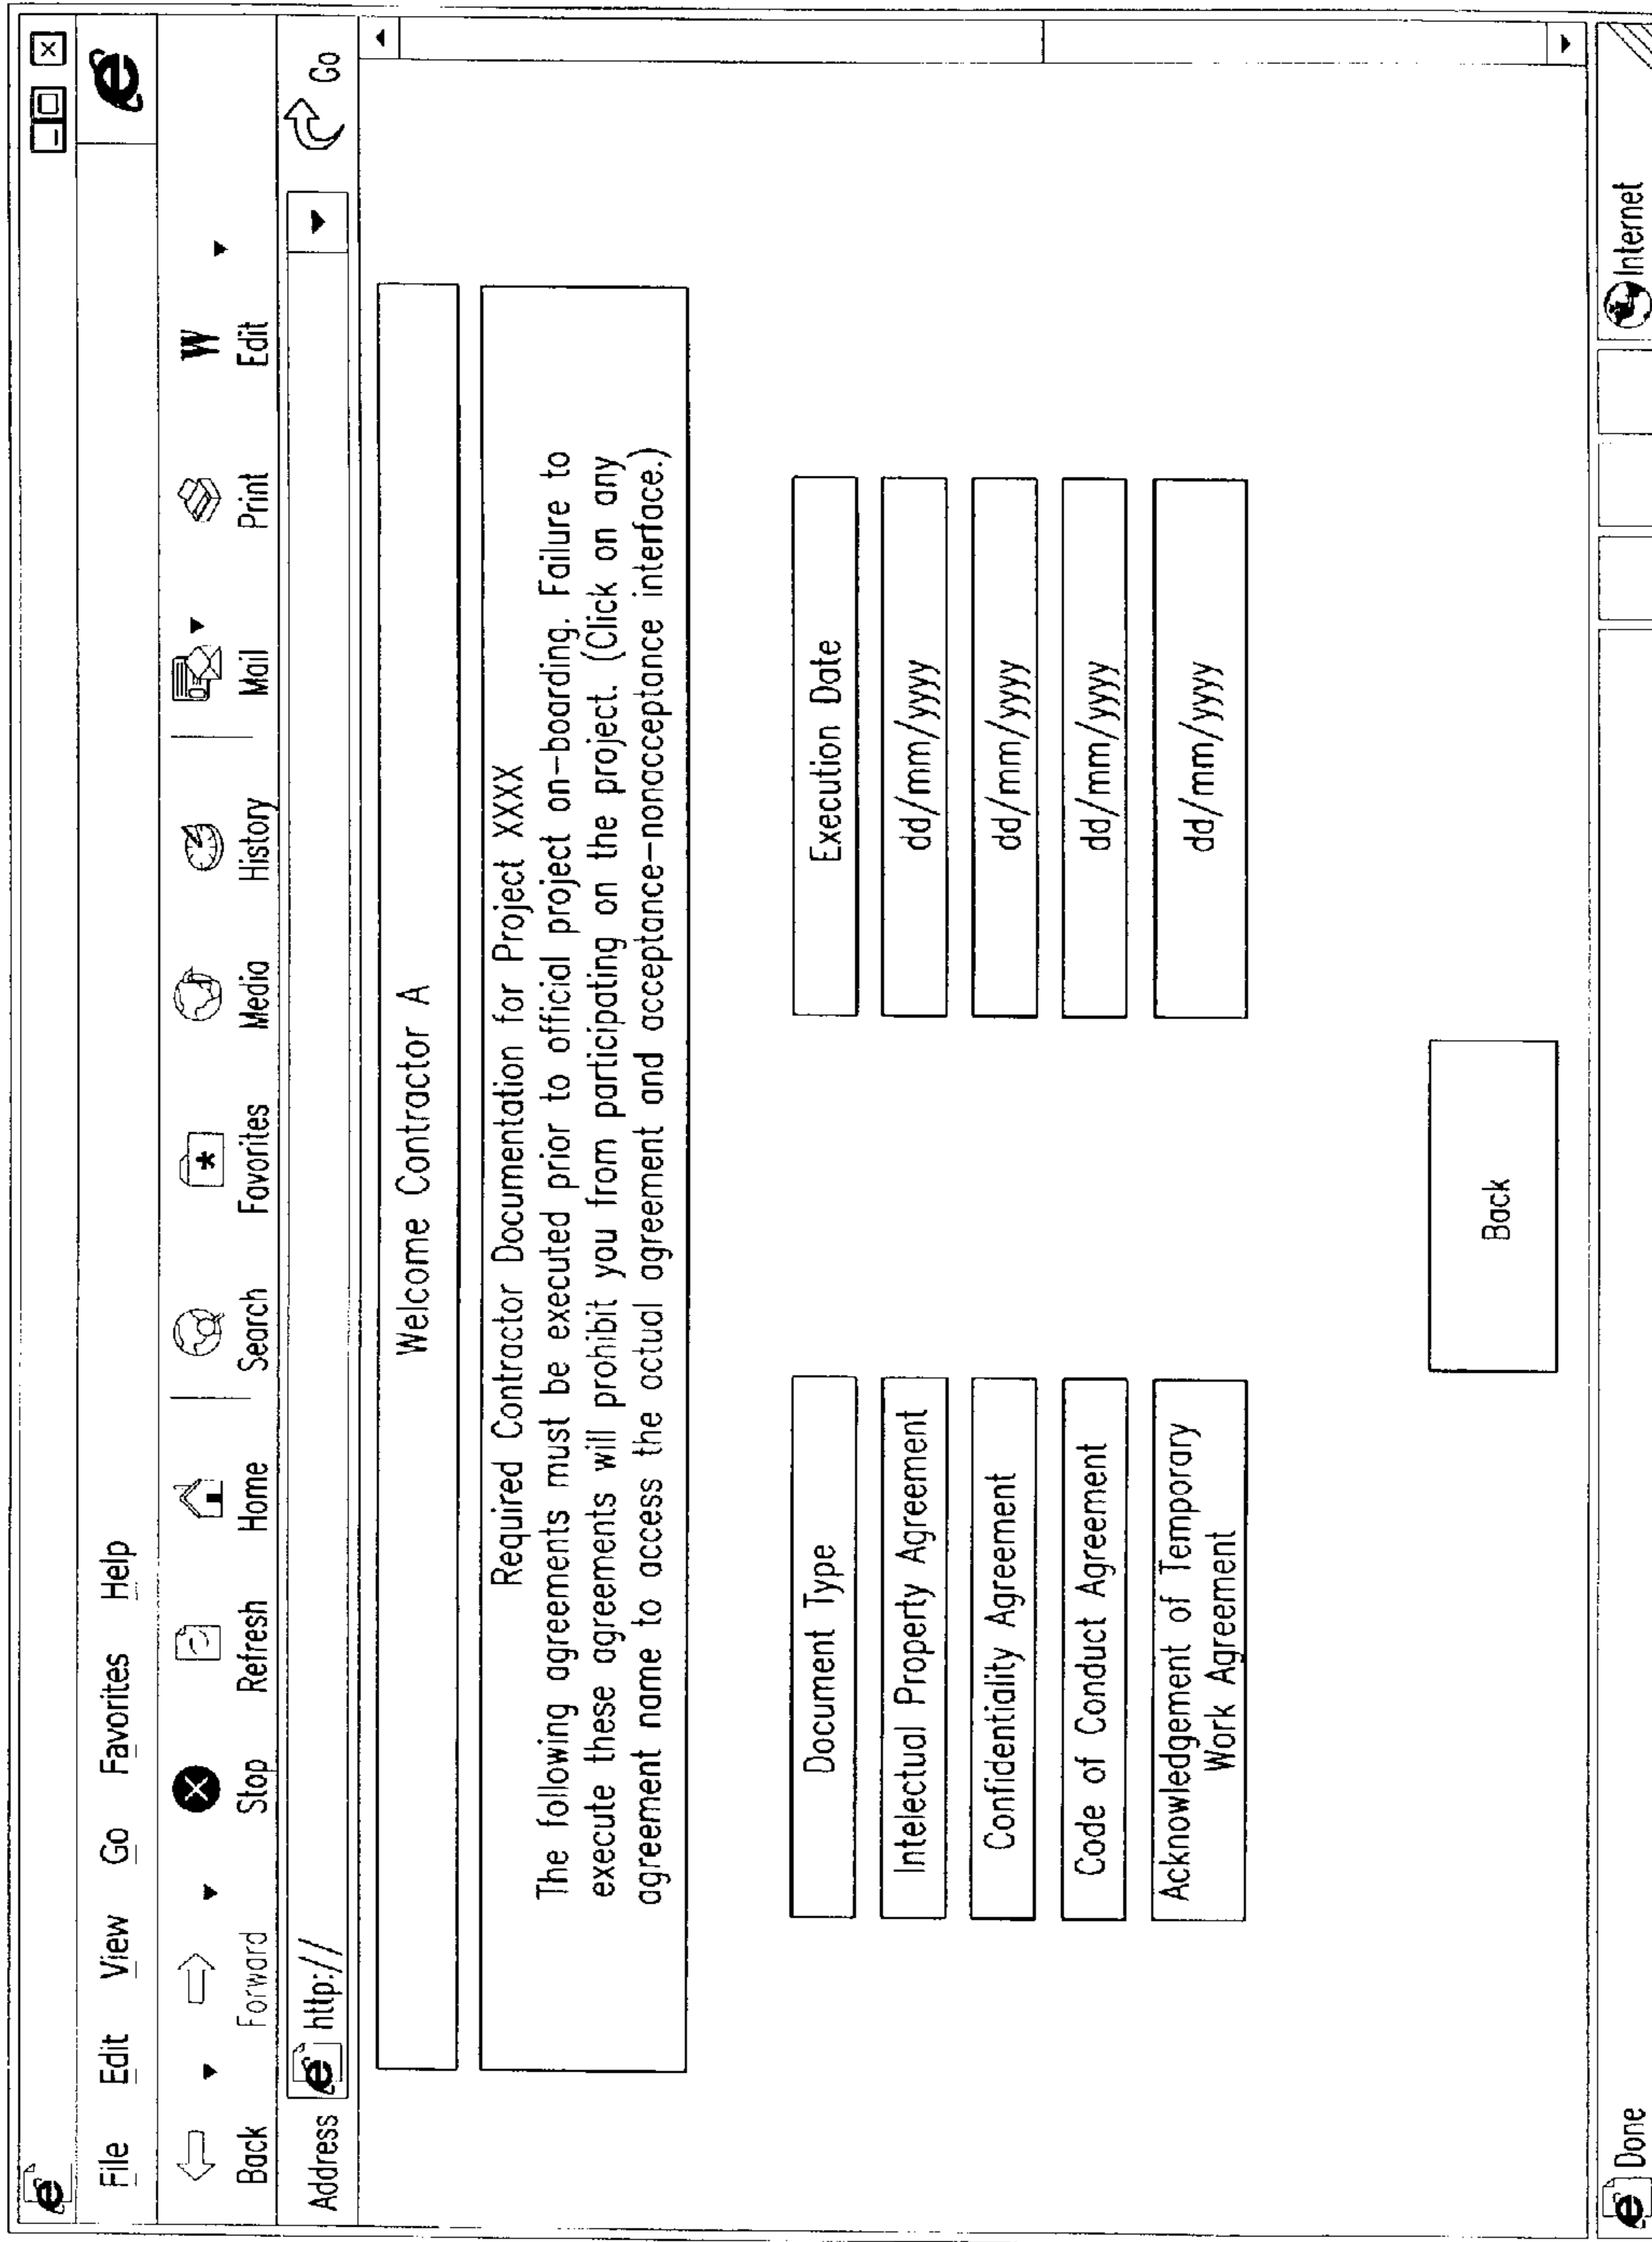 File Edit View Go Favorites Help
Back Forward Stop Refresh Home Search Favorites Media History Mail Print Edit
Address http:// Go
Welcome Contractor A
Required Contractor Documentation for Project XXXX
The following agreements must be executed prior to official project on-boarding. Failure to
execute these agreements will prohibit you from participating on the project. (Click on any
agreement name to access the actual agreement and acceptance-nonacceptance interface.)
Document Type Execution Date
Intelectual Property Agreement dd/mm/yyyy
Confidentiality Agreement dd/mm/yyyy
Code of Conduct Agreement dd/mm/yyyy
Acknowledgement of Temporary
Work Agreement dd/mm/yyyy
Back
Done Internet